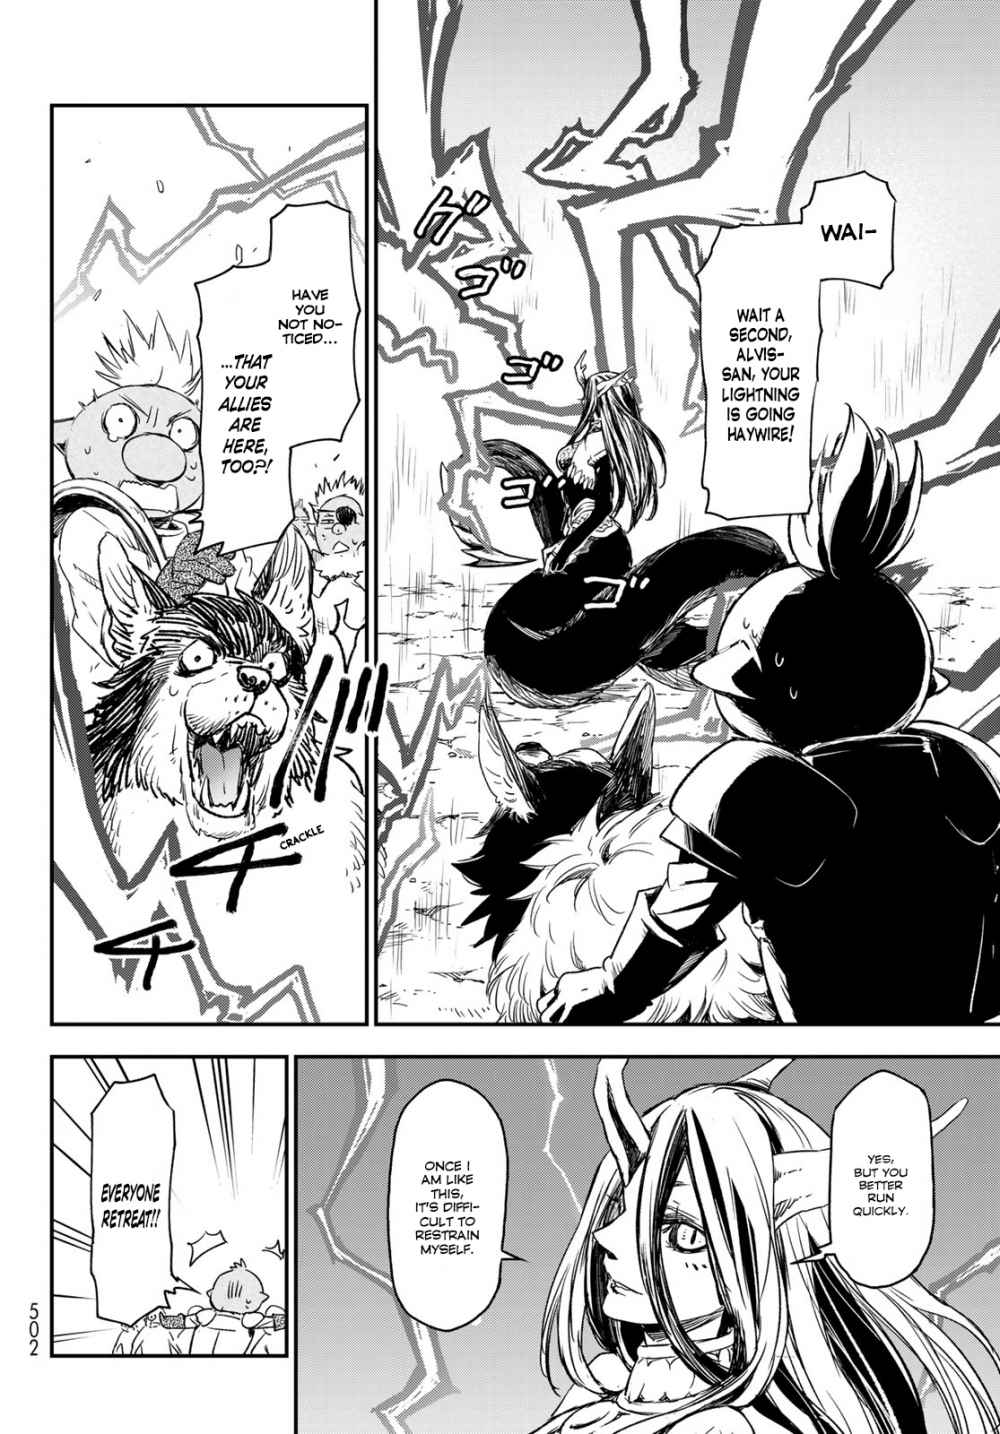 WAI-
WAIT A
SECOND,
ALVIS-
SAN, YOUR
LIGHTNING
IS GOING
HAYWIRE!
ゲゴ
ゴゴゴ
HAVE
YOU
NOT NO-
TICED...
...THAT
YOUR
ALLIES
ARE
HERE,
TOO?!
CRACKLE
YES,
BUT YOU
BETTER
RUN
QUICKLY.
ONCE I
AM LIKE
THIS,
IT'S DIFFI-
CULT TO
RESTRAIN
MYSELF.
EVERYONE
RETREAT!!
502